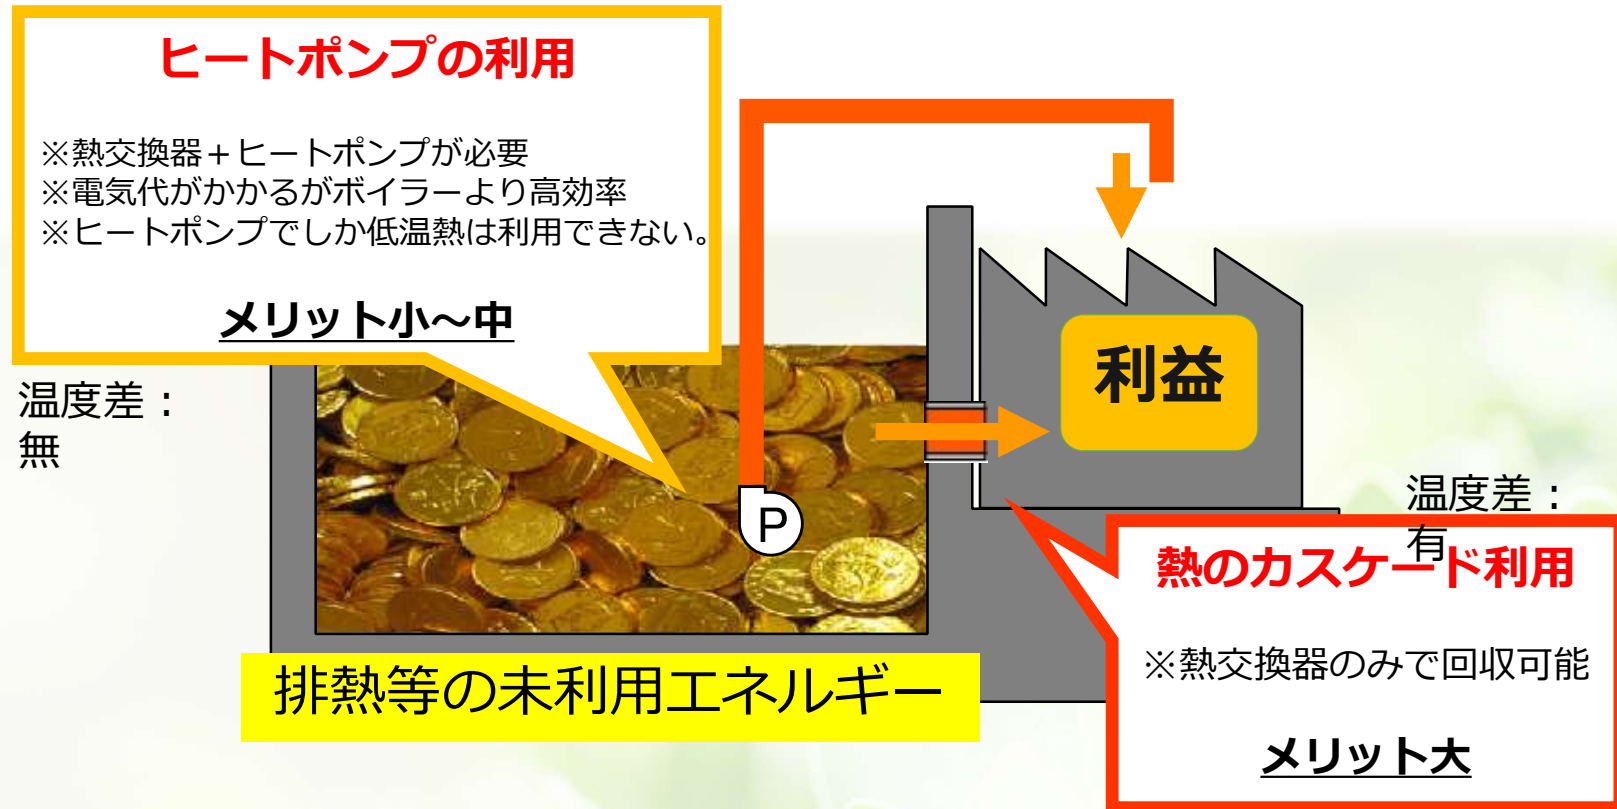 ヒートポンプの利用
※熱交換器＋ヒートポンプが必要
※電気代がかかるがボイラーより高効率
※ヒートポンプでしか低温熱は利用できない。
メリット小～中
温度差：
無
利益
P
温度差：
有
熱のカスケード利用
※熱交換器のみで回収可能
メリット大
排熱等の未利用エネルギー